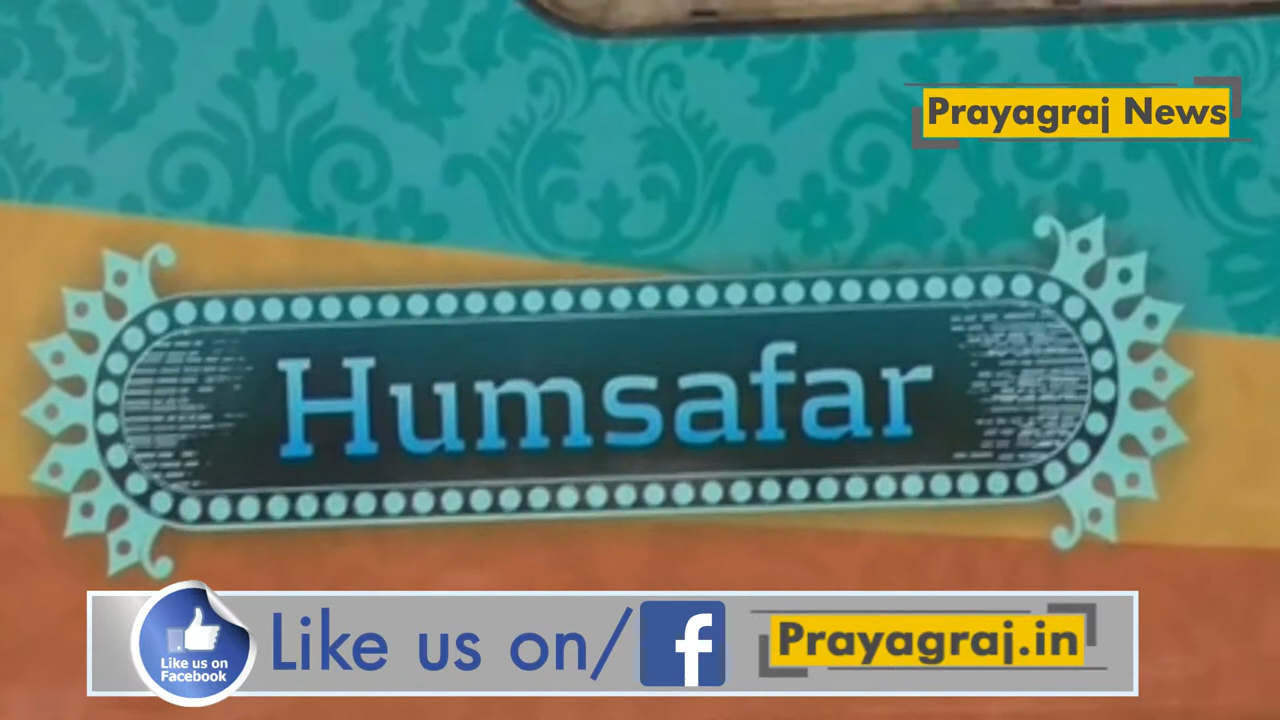 Prayagraj News
Humsafar
Like us on
Facebook
Like us on/f
Prayagraj.in